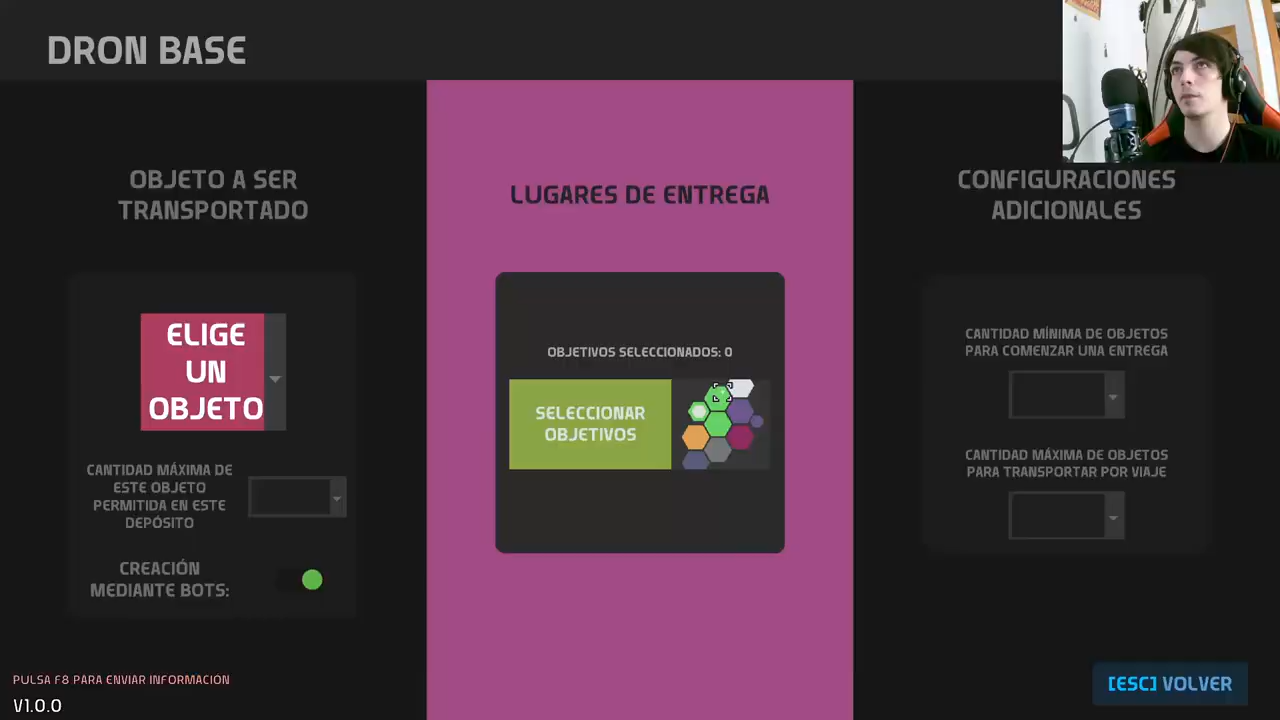 DRON BASE
OBJETO A SER
TRANSPORTADO
ELIGE
UN
OBJETO
CANTIDAD MÁXIMA DE
ESTE OBJETO
PERMITIDA EN ESTE
DEPÓSITO
CREACIÓN
MEDIANTE BOTS:
LUGARES DE ENTREGA
OBJETIVOS SELECCIONADOS: 0
SELECCIONAR
OBJETIVOS
CONFIGURACIONES
ADICIONALES
CANTIDAD MÍNIMA DE OBJETOS
PARA COMENZAR UNA ENTREGA
CANTIDAD MÁXIMA DE OBJETOS
PARA TRANSPORTAR POR VIAJE
PULSA F8 PARA ENVIAR INFORMACIÓN
V1.0.0
[ESC] VOLVER